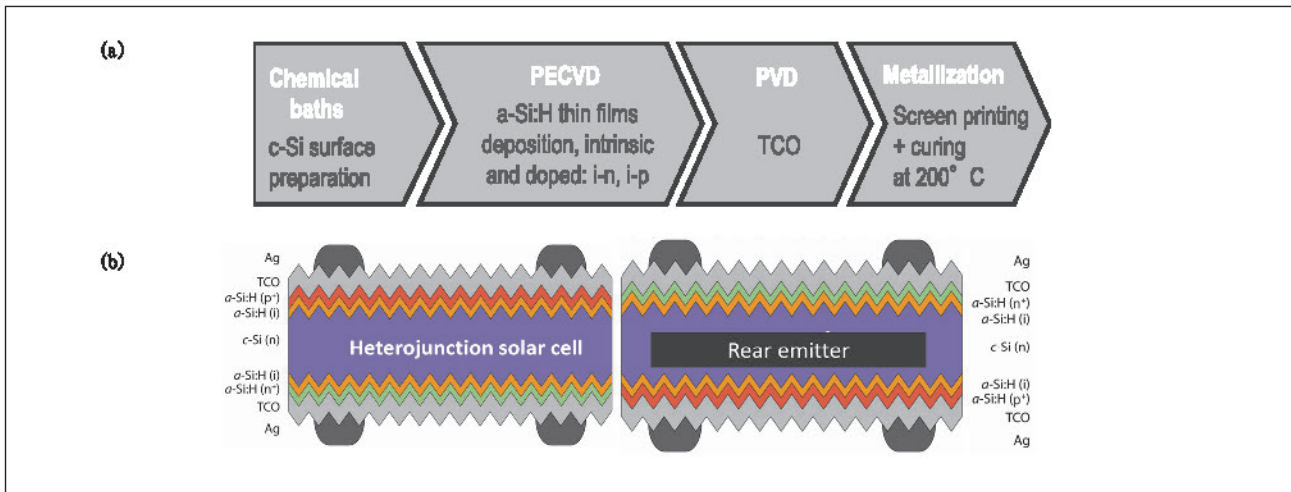 (a)
Chemical
baths
c-Si surface
preparation
PECVD
a-Si:H thin films
deposition, intrinsic
and doped: i-n, i-p
PVD
TCO
Metallization
Screen printing
+ curing
at 200° C
(b)
Ag
TCO
a-Si:H (p⁺)
a-Si:H (i)
c-Si (n)
a-Si:H (i)
a-Si:H (n⁺)
TCO
Ag
Heterojunction solar cell
Rear emitter
Ag
TCO
a-Si:H (n⁺)
a-Si:H (i)
c-Si (n)
a-Si:H (i)
a-Si:H (p⁺)
TCO
Ag